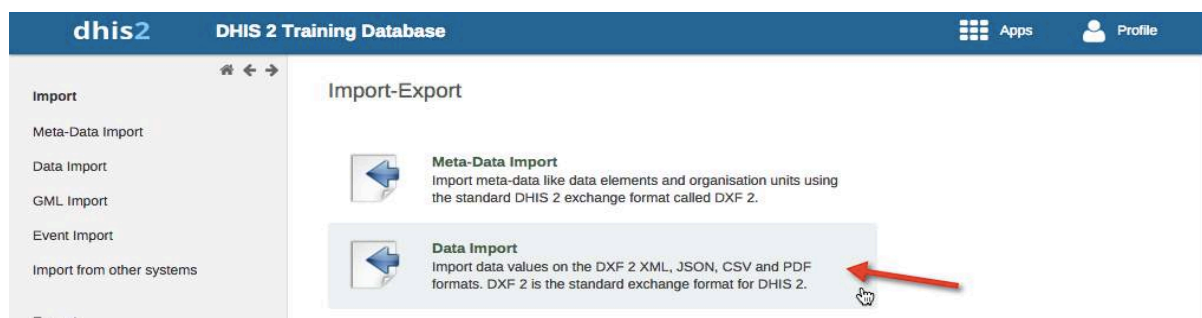 dhis2 DHIS 2 Training Database Apps Profile
Import
Meta-Data Import
Data Import
GML Import
Event Import
Import from other systems
Import-Export
Meta-Data Import
Import meta-data like data elements and organisation units using
the standard DHIS 2 exchange format called DXF 2.
Data Import
Import data values on the DXF 2 XML, JSON, CSV and PDF
formats. DXF 2 is the standard exchange format for DHIS 2.